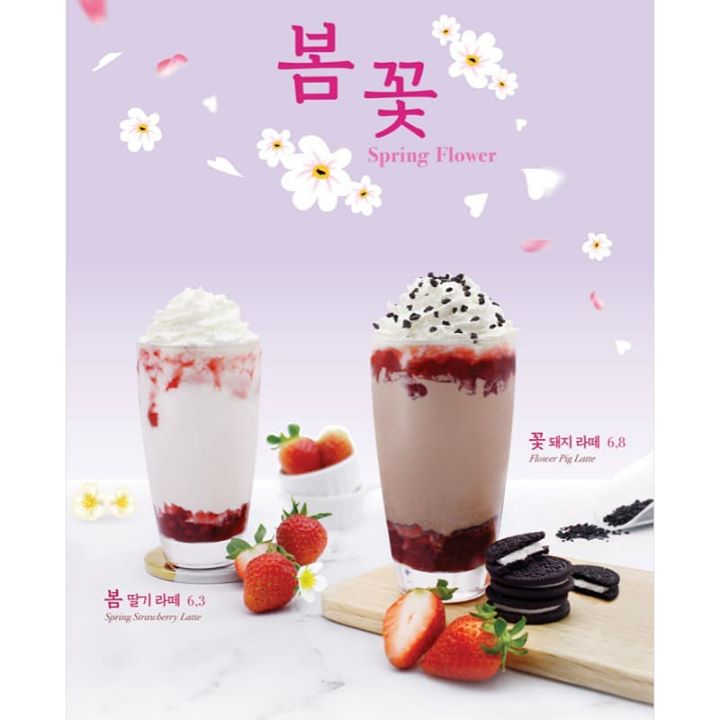 봄
꽃
Spring Flower
꽃 돼지 라떼 6,8
Flower Pig Latte
봄 딸기 라떼 6,3
Spring Strawberry Latte